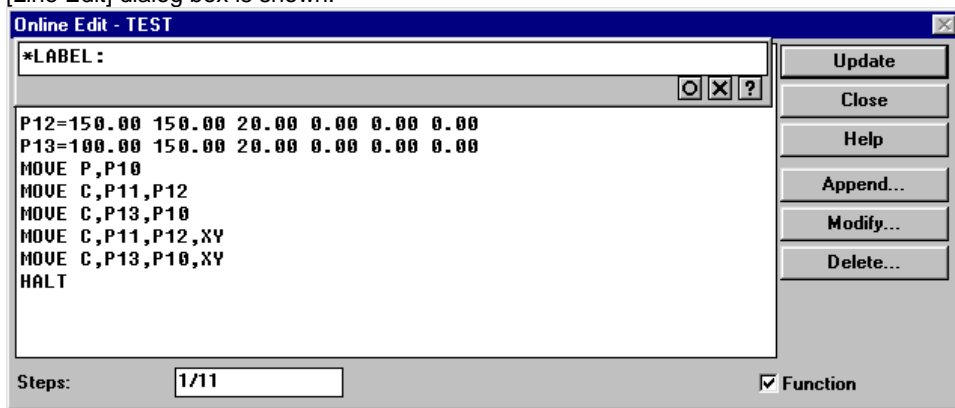 [Line Edit] dialog box is shown.
Online Edit - TEST
*LABEL:
?
P12=150.00 150.00 20.00 0.00 0.00 0.00
P13=100.00 150.00 20.00 0.00 0.00 0.00
MOVE P,P10
MOVE C,P11,P12
MOVE C,P13,P10
MOVE C,P11,P12,XY
MOVE C,P13,P10,XY
HALT
Update
Close
Help
Append...
Modify...
Delete...
Steps: 1/11
Function